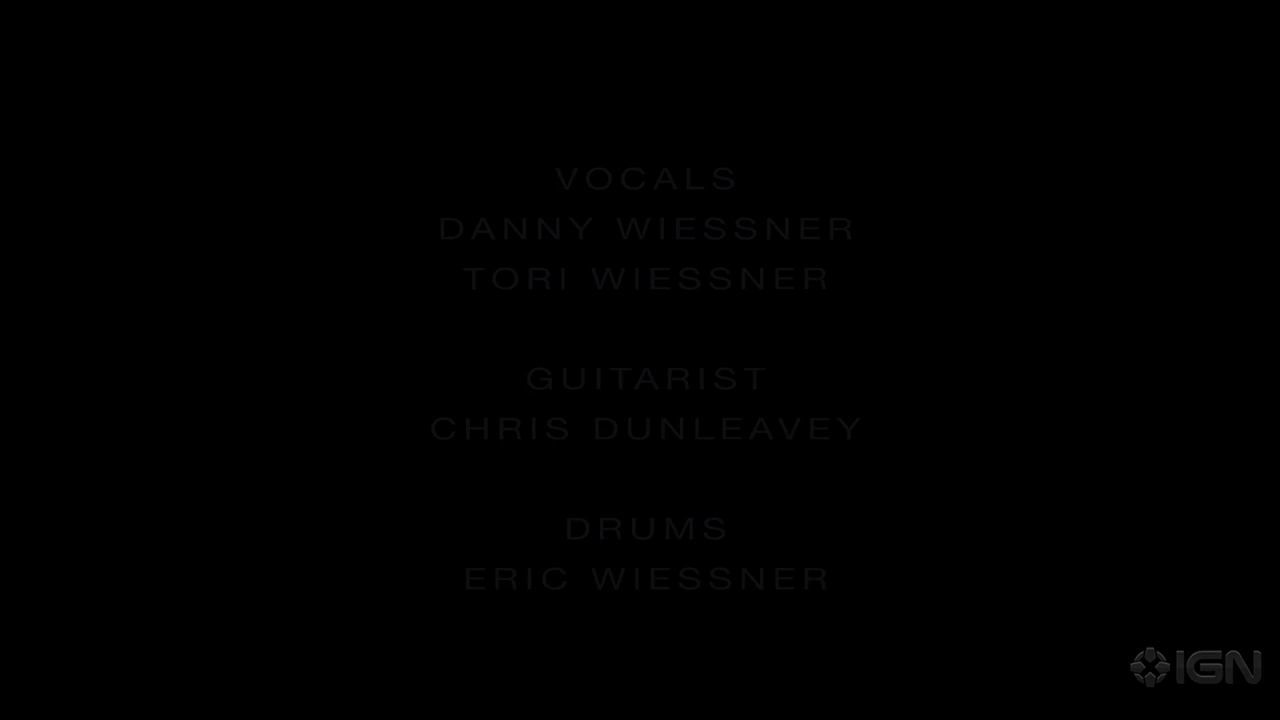 VOCALS
DANNY WIESSNER
TORI WIESSNER
GUITARIST
CHRIS DUNLEAVEY
DRUMS
ERIC WIESSNER
IGN